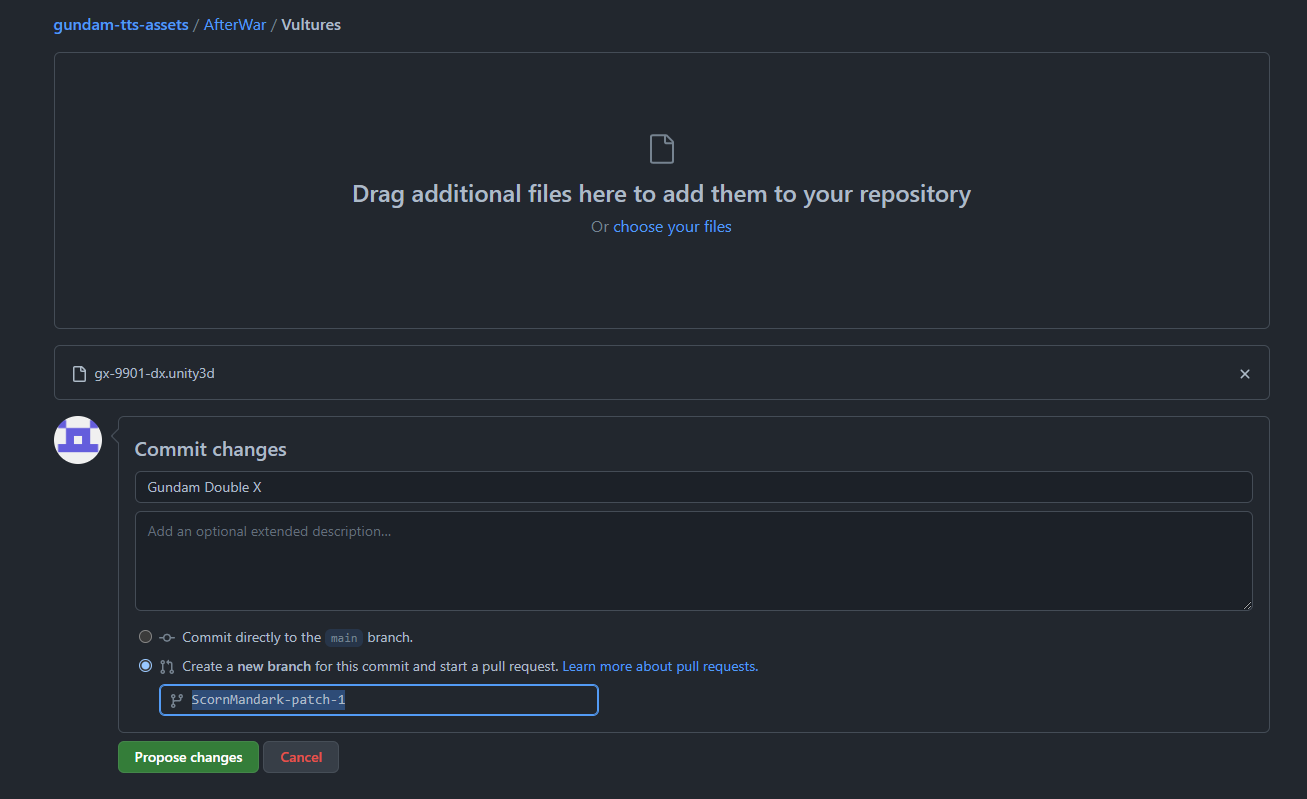 gundam-tts-assets / AfterWar / Vultures
Drag additional files here to add them to your repository
Or choose your files
gx-9901-dx.unity3d
Commit changes
Gundam Double X
Add an optional extended description...
Commit directly to the main branch.
Create a new branch for this commit and start a pull request. Learn more about pull requests.
ScornMandark-patch-1
Propose changes Cancel